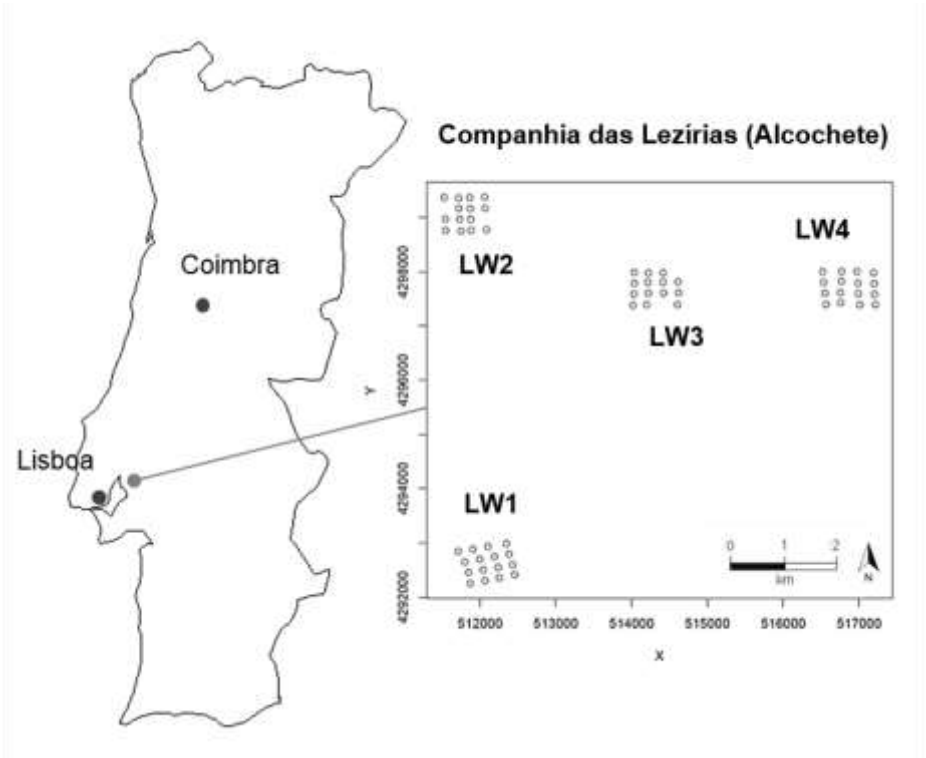 Companhia das Lezírias (Alcochete)
Coimbra
Lisboa
LW2
LW3
LW4
LW1
4298000
4296000
4294000
4292000
Y
0 1 2
km
N
512000 513000 514000 515000 516000 517000
X